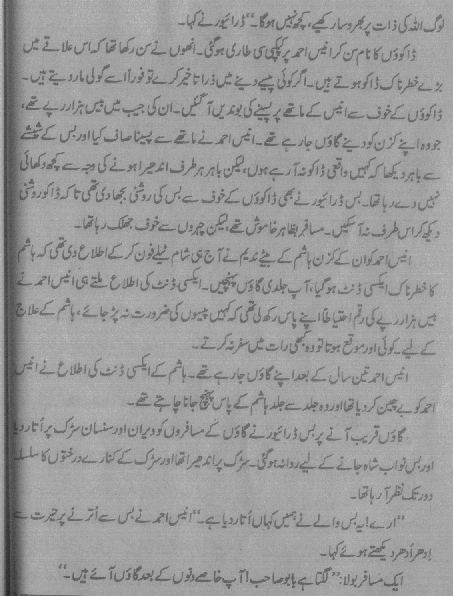 لوگ اللہ کی ذات پر بھروسا رکھیے، کچھ نہیں ہوگا۔“ ڈرائیور نے کہا۔
ڈاکوؤں کا نام سن کر انیس احمد پر کپکپی سی طاری ہوگئی۔ انھوں نے سن رکھا تھا کہ اس علاقے میں
بڑے خطرناک ڈاکو ہوتے ہیں۔ اگر کوئی پیسے دینے میں ذرا تاخیر کرے تو فوراً اسے گولی مار دیتے ہیں۔
ڈاکوؤں کے خوف سے انیس کے ماتھے پر پسینے کی بوندیں آ گئیں۔ ان کی جیب میں بیس ہزار روپے تھے،
جو وہ اپنے کزن کو دینے گاؤں جا رہے تھے۔ انیس احمد نے ماتھے سے پسینا صاف کیا اور بس کے شیشے
سے باہر دیکھا کہ کہیں واقعی ڈاکو نہ آ رہے ہوں، لیکن باہر ہر طرف اندھیرا ہونے کی وجہ سے کچھ دکھائی
نہیں دے رہا تھا۔ بس ڈرائیور نے بھی ڈاکوؤں کے خوف سے بس کی روشنی بجھا دی تھی تا کہ ڈاکو روشنی
دیکھ کر اس طرف نہ آسکیں۔ مسافر بظاہر خاموش تھے لیکن چہروں سے خوف جھلک رہا تھا۔
انیس احمد کو ان کے کزن ہاشم کے بیٹے ندیم نے آج ہی شام ٹیلے فون کر کے اطلاع دی تھی کہ ہاشم
کا خطرناک ایکسی ڈنٹ ہوگیا، آپ جلدی گاؤں پہنچیں۔ ایکسی ڈنٹ کی اطلاع ملتے ہی انیس احمد نے
بیس ہزار روپے کی رقم احتیاطاً اپنے پاس رکھ لی تھی کہ کہیں پیسوں کی ضرورت نہ پڑ جائے، ہاشم کے علاج
کے لیے۔ کوئی اور موقع ہوتا تو وہ کبھی رات میں سفر نہ کرتے۔
انیس احمد تین سال کے بعد اپنے گاؤں جا رہے تھے۔ ہاشم کے ایکسی ڈنٹ کی اطلاع نے انیس
احمد کو بے چین کر دیا تھا اور وہ جلد سے جلد ہاشم کے پاس پہنچ جانا چاہتے تھے۔
گاؤں قریب آنے پر بس ڈرائیور نے گاؤں کے مسافروں کو ویران اور سنسان سڑک پر اُتار دیا
اور بس نواب شاہ جانے کے لیے روانہ ہوگئی۔ سڑک پر اندھیرا تھا اور سڑک کے کنارے درختوں کا سلسلہ
دور تک نظر آ رہا تھا۔
”ارے! یہ بس والے نے ہمیں کہاں اُتار دیا ہے۔“ انیس احمد نے بس سے اُترنے پر حیرت سے
اِدھر اُدھر دیکھتے ہوئے کہا۔
ایک مسافر بولا: ”لگتا ہے بابو صاحب! آپ خاصے دنوں کے بعد گاؤں آئے ہیں۔“